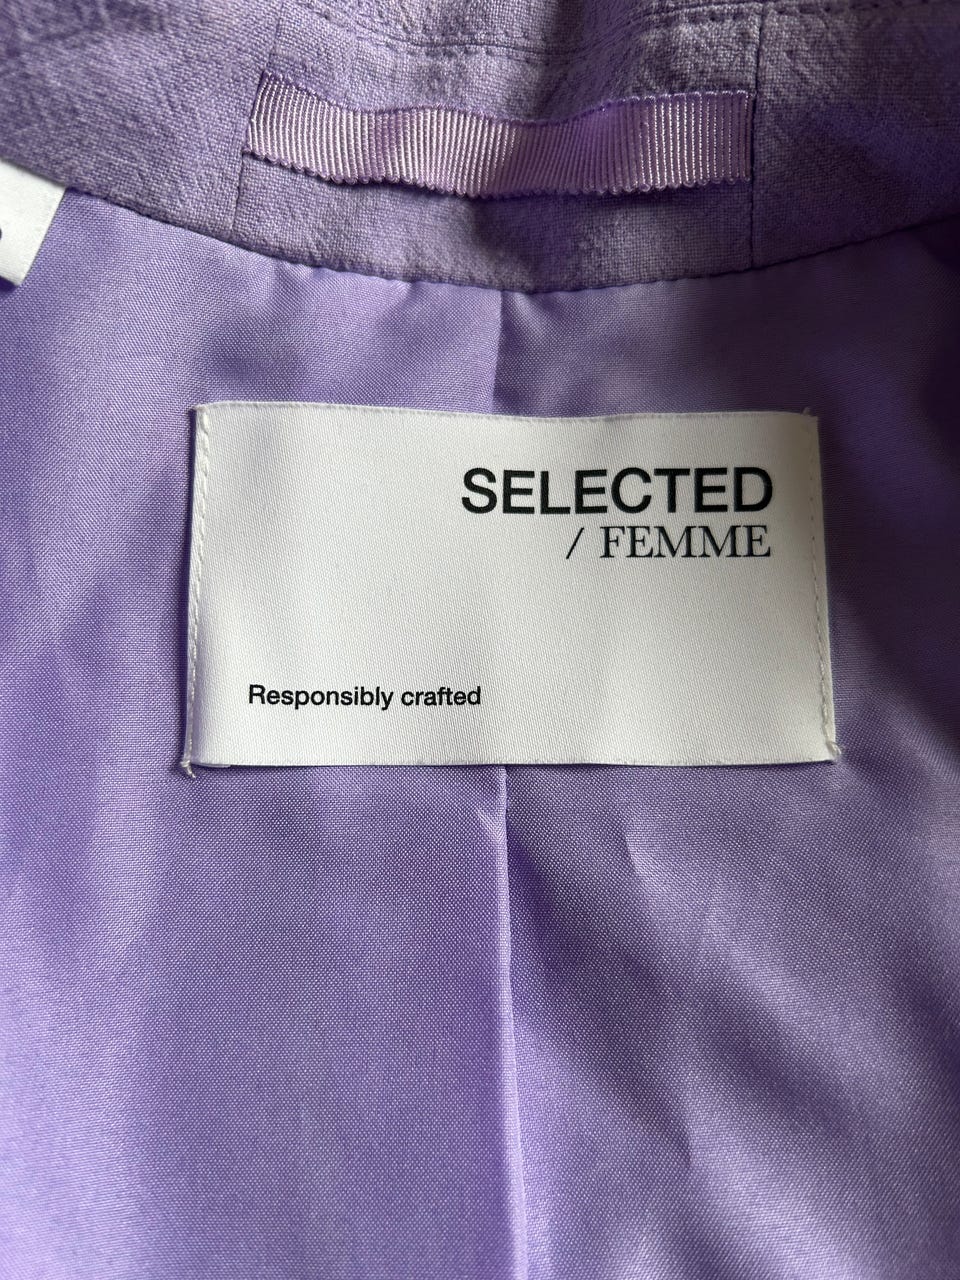 SELECTED
/ FEMME
Responsibly crafted